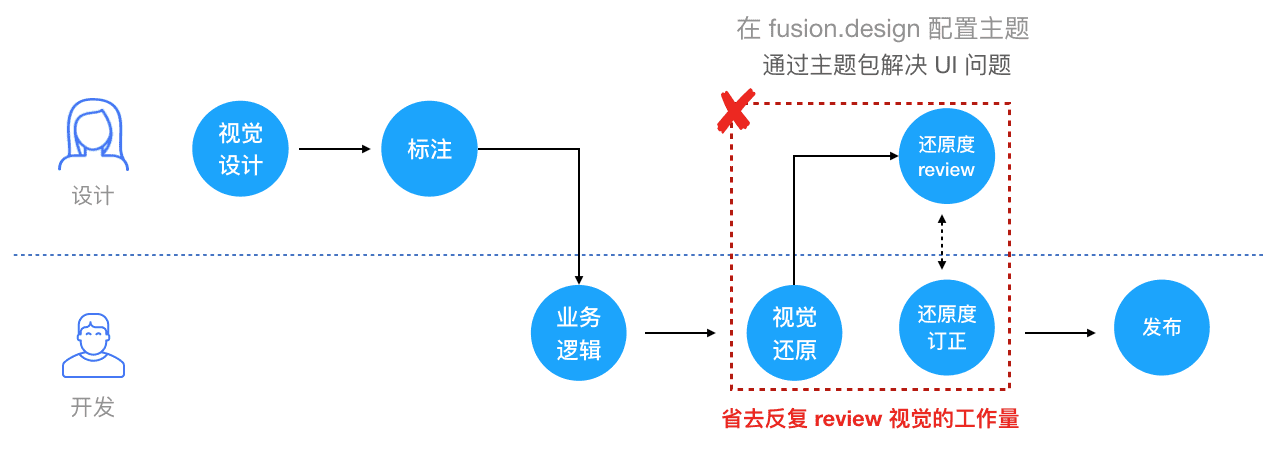 在 fusion.design 配置主题
通过主题包解决 UI 问题
视觉
设计
标注
还原度
review
设计
业务
逻辑
视觉
还原
还原度
订正
发布
开发
省去反复 review 视觉的工作量